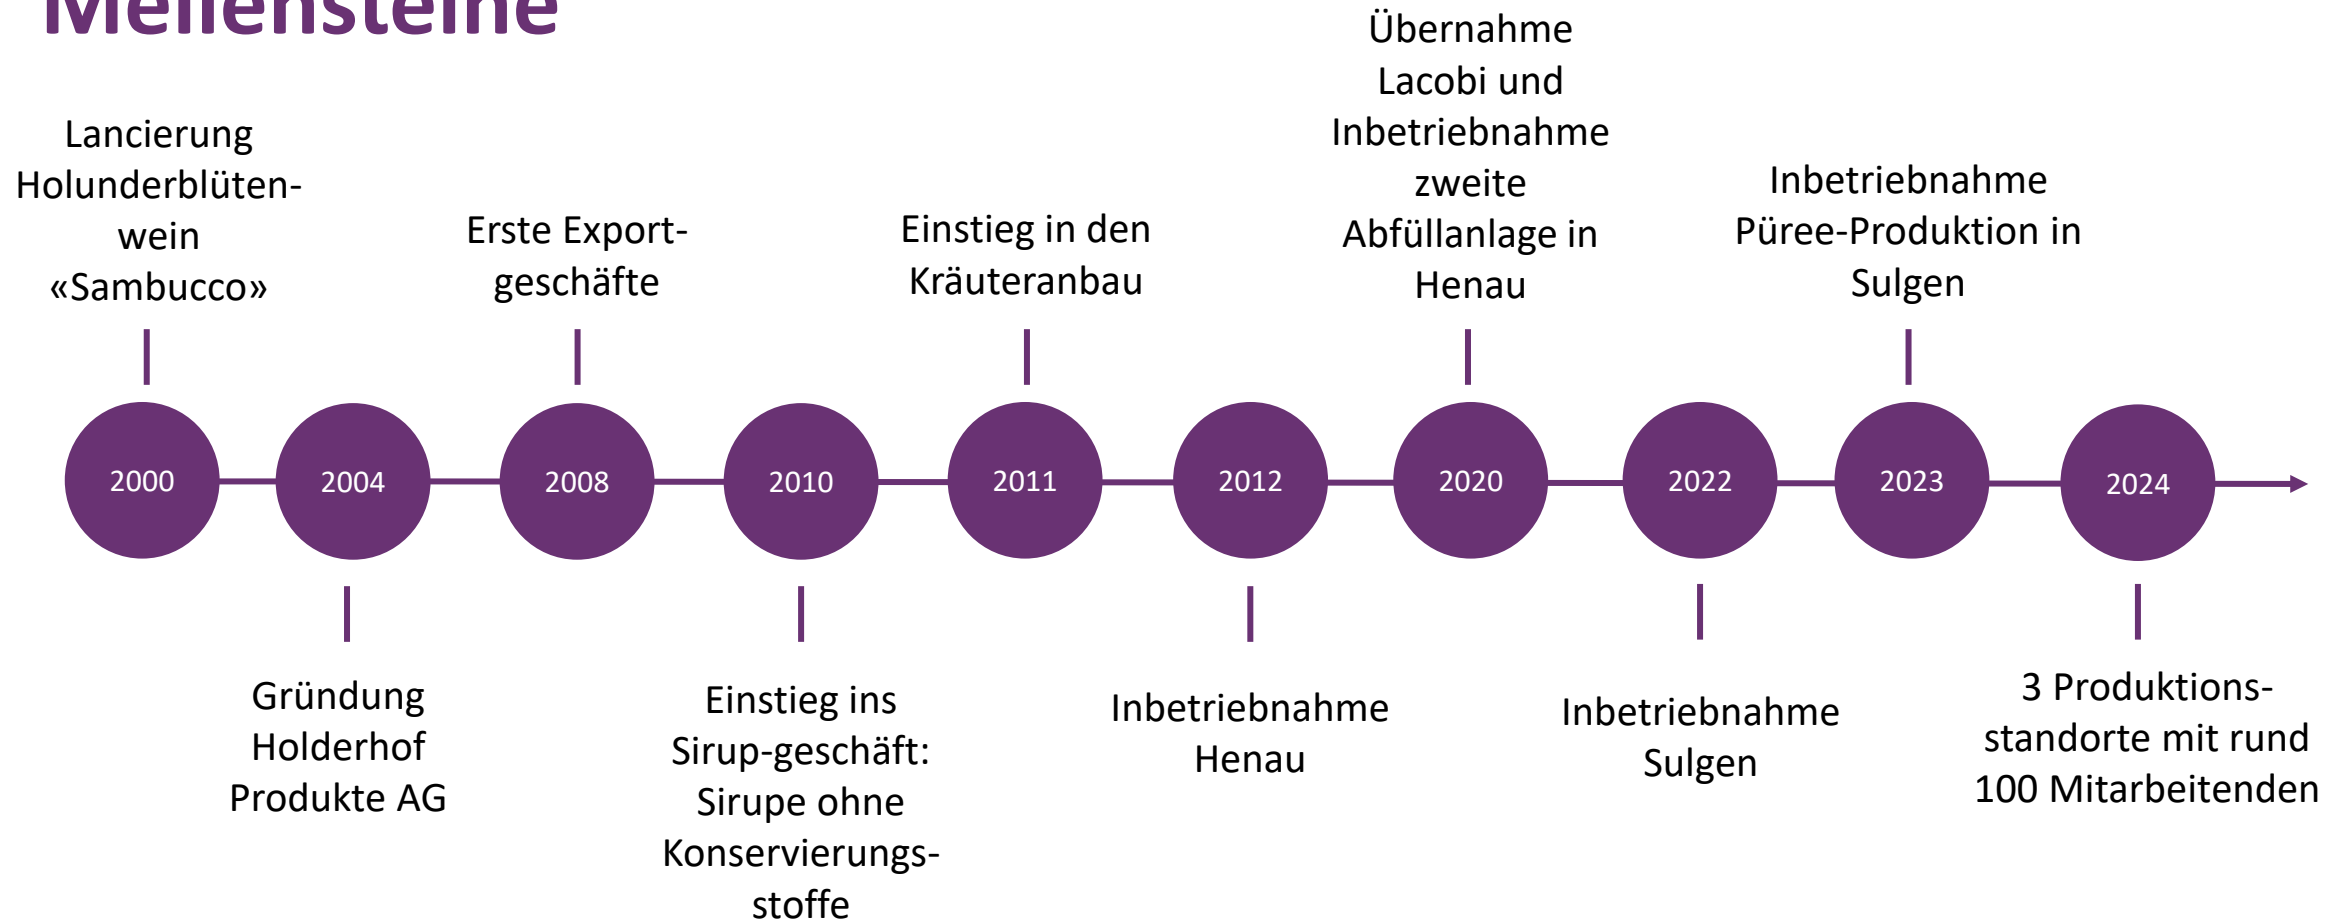 Meilensteine
Lancierung
Holunderblüten-
wein
«Sambucco»
Erste Export-
geschäfte
Einstieg in den
Kräuteranbau
Übernahme
Lacobi und
Inbetriebnahme
zweite
Abfüllanlage in
Henau
Inbetriebnahme
Püree-Produktion in
Sulgen
2000
2004
2008
2010
2011
2012
2020
2022
2023
2024
Gründung
Holderhof
Produkte AG
Einstieg ins
Sirup-geschäft:
Sirupe ohne
Konservierungs-
stoffe
Inbetriebnahme
Henau
Inbetriebnahme
Sulgen
3 Produktions-
standorte mit rund
100 Mitarbeitenden